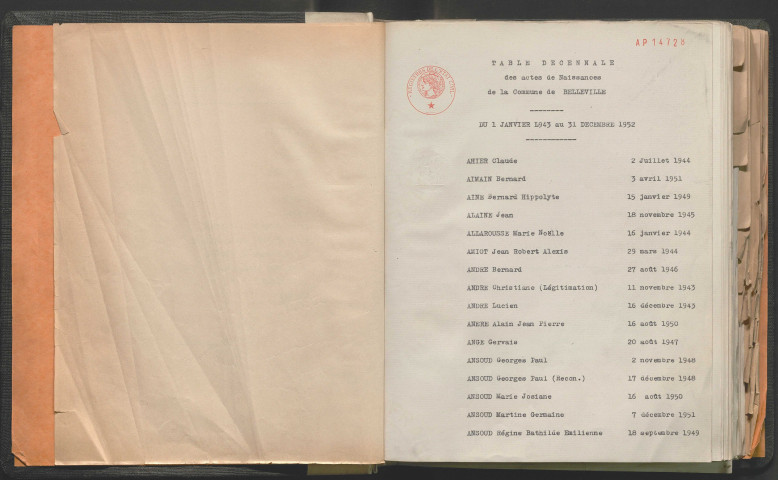 AP 14728
TABLE DECENNALE
des actes de Naissances
de la Commune de BELLEVILLE
DU 1 JANVIER 1943 au 31 DECEMBRE 1952
AHIER Claude 2 Juillet 1944
AIMAIN Bernard 3 avril 1951
AINE Bernard Hippolyte 15 janvier 1949
ALAINE Jean 18 novembre 1945
ALLAROUSSE Marie Noëlle 16 janvier 1944
AMIOT Jean Robert Alexis 29 mars 1944
ANDRE Bernard 27 août 1946
ANDRE Christiane (Légitimation) 11 novembre 1943
ANDRE Lucien 16 décembre 1943
ANDRE Alain Jean Pierre 16 août 1950
ANGE Gervais 20 août 1947
ANSOUD Georges Paul 2 novembre 1948
ANSOUD Georges Paul (Recon.) 17 décembre 1948
ANSOUD Marie Josiane 16 août 1950
ANSOUD Martine Germaine 7 décembre 1951
ANSOUD Régine Bathilde Emilienne 18 septembre 1949